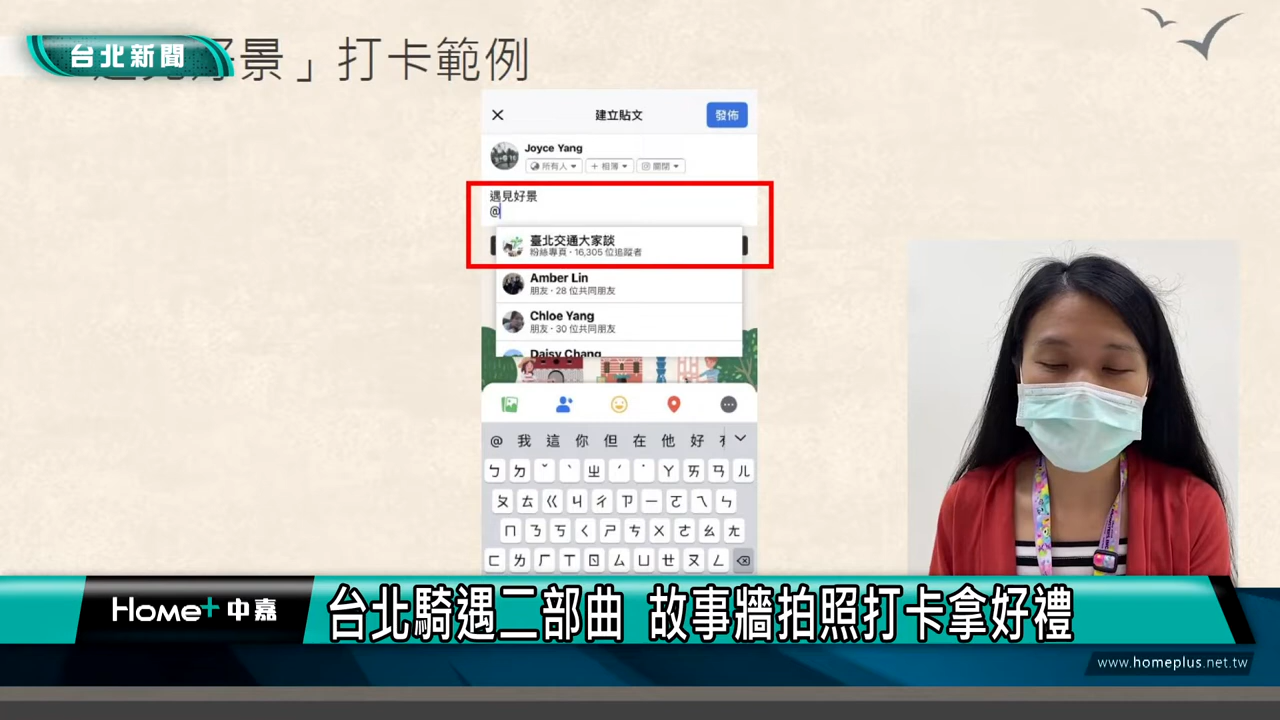 台北新聞
景」打卡範例
建立貼文
發佈
Joyce Yang
所有人
+ 相簿
關閉
遇見好景
@
臺北交通大家談
粉絲專頁・16,305 位追蹤者
Amber Lin
朋友・28 位共同朋友
Chloe Yang
朋友・30 位共同朋友
Daisy Chang
@ 我 這 你 但 在 他 好
ㄅ ㄉ ˇ ˋ ㄓ ˊ ˙ ㄚ ㄞ ㄢ ㄦ
ㄆ ㄊ ㄍ ㄐ ㄔ ㄗ ㄧ ㄛ ㄟ ㄣ
ㄇ ㄋ ㄎ ㄑ ㄕ ㄘ ㄨ ㄜ ㄠ ㄤ
ㄈ ㄌ ㄏ ㄒ ㄖ ㄙ ㄩ ㄝ ㄡ ㄥ
Home+ 中嘉
台北騎遇二部曲 故事牆拍照打卡拿好禮
www.homeplus.net.tw